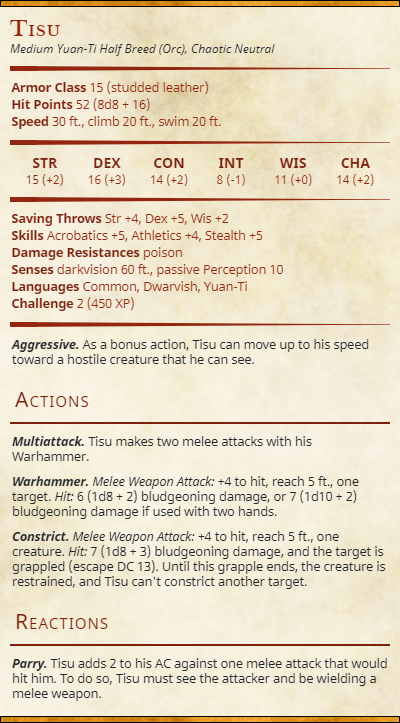 Tisu
Medium Yuan-Ti Half Breed (Orc), Chaotic Neutral
Armor Class 15 (studded leather)
Hit Points 52 (8d8 + 16)
Speed 30 ft., climb 20 ft., swim 20 ft.
STR DEX CON INT WIS CHA
15 (+2) 16 (+3) 14 (+2) 8 (-1) 11 (+0) 14 (+2)
Saving Throws Str +4, Dex +5, Wis +2
Skills Acrobatics +5, Athletics +4, Stealth +5
Damage Resistances poison
Senses darkvision 60 ft., passive Perception 10
Languages Common, Dwarvish, Yuan-Ti
Challenge 2 (450 XP)
Aggressive. As a bonus action, Tisu can move up to his speed
toward a hostile creature that he can see.
Actions
Multiattack. Tisu makes two melee attacks with his
Warhammer.
Warhammer. Melee Weapon Attack: +4 to hit, reach 5 ft., one
target. Hit: 6 (1d8 + 2) bludgeoning damage, or 7 (1d10 + 2)
bludgeoning damage if used with two hands.
Constrict. Melee Weapon Attack: +4 to hit, reach 5 ft., one
creature. Hit: 7 (1d8 + 3) bludgeoning damage, and the target is
grappled (escape DC 13). Until this grapple ends, the creature is
restrained, and Tisu can't constrict another target.
Reactions
Parry. Tisu adds 2 to his AC against one melee attack that would
hit him. To do so, Tisu must see the attacker and be wielding a
melee weapon.